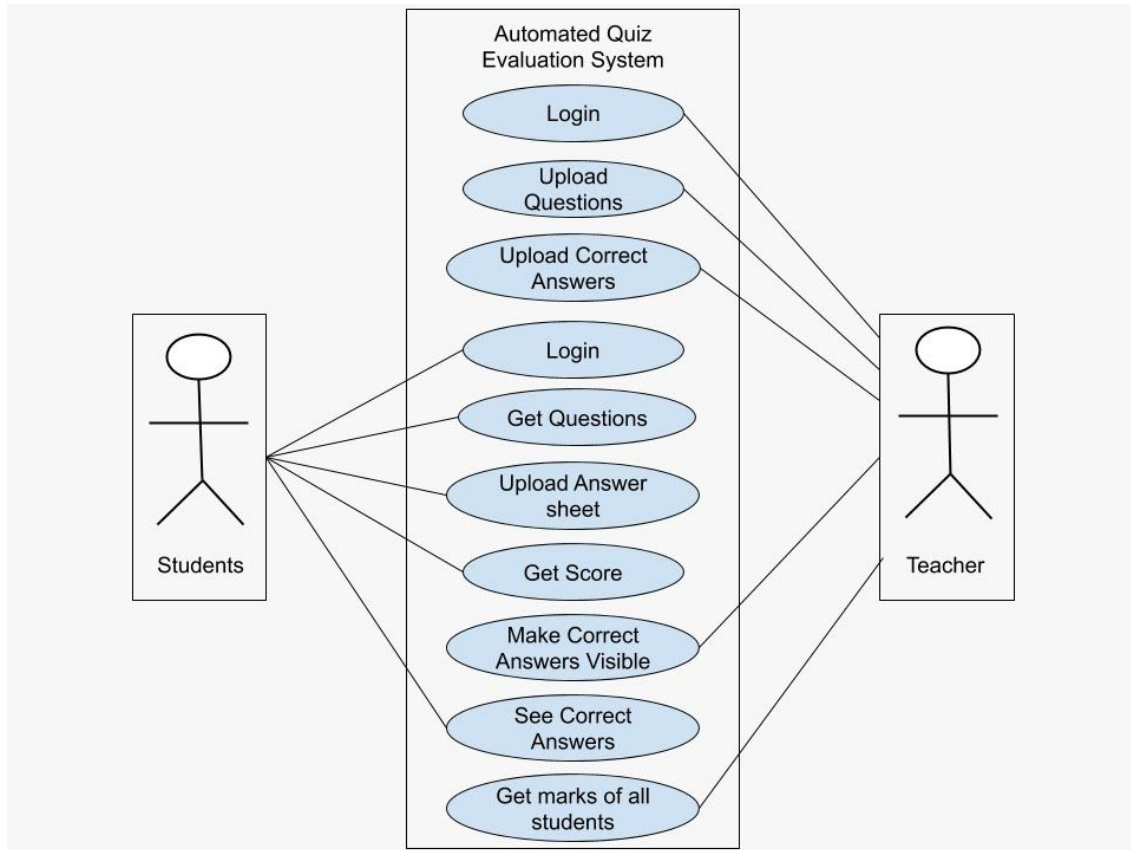 Automated Quiz
Evaluation System
Login
Upload
Questions
Upload Correct
Answers
Login
Get Questions
Upload Answer
sheet
Get Score
Make Correct
Answers Visible
See Correct
Answers
Get marks of all
students
Students
Teacher